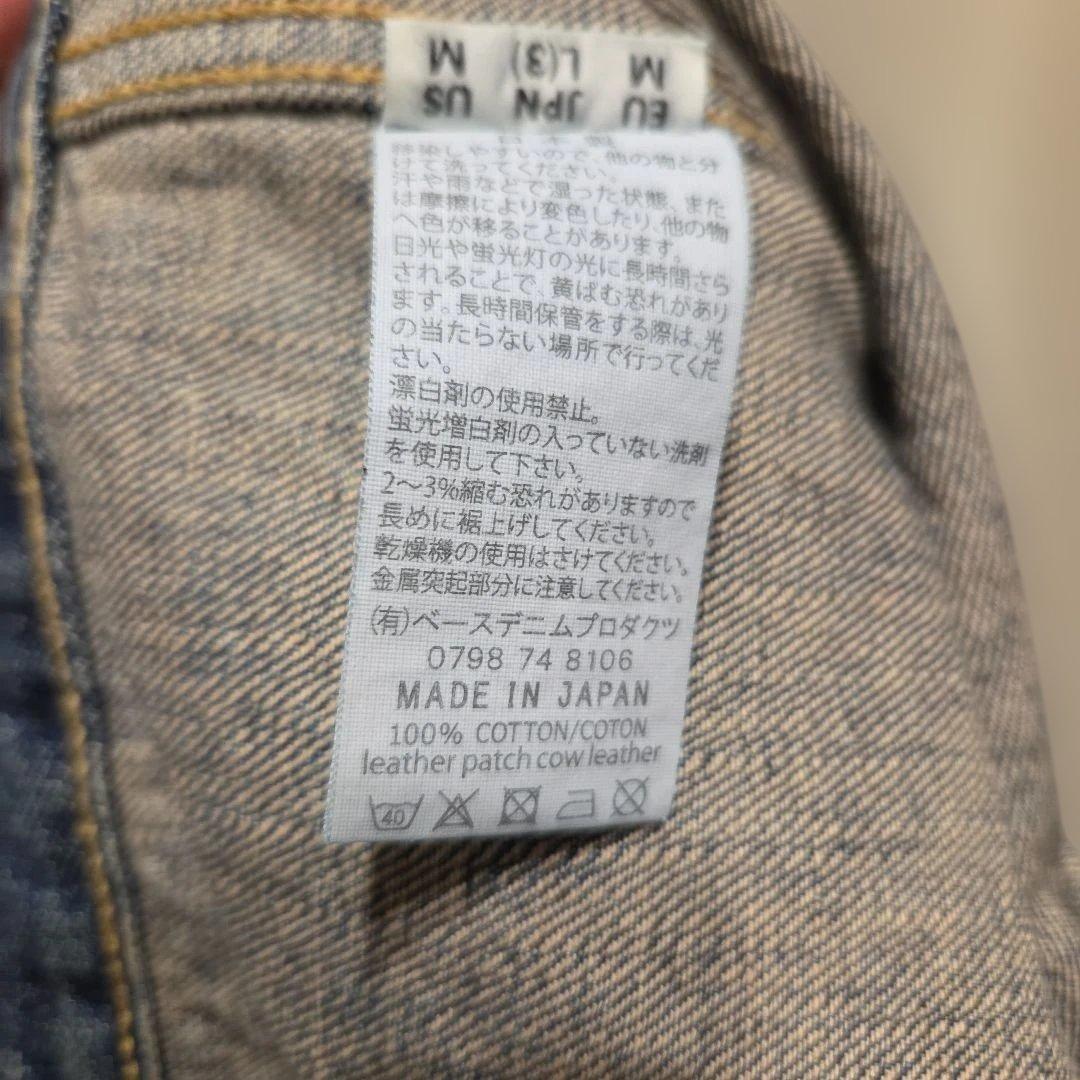 US JPN EU
M L(3) M
日本製
移染しやすいので、他の物と分
けて洗ってください。
汗や雨などで湿った状態、また
は摩擦により変色したり、他の物
へ色が移ることがあります。
日光や蛍光灯の光に長時間さら
されることで、黄ばむ恐れがあり
ます。長時間保管をする際は、光
の当たらない場所で行ってくだ
さい。
漂白剤の使用禁止。
蛍光増白剤の入っていない洗剤
を使用して下さい。
2〜3%縮む恐れがありますので
長めに裾上げしてください。
乾燥機の使用はさけてください。
金属突起部分に注意してください。
(有)ベースデニムプロダクツ
0798 74 8106
MADE IN JAPAN
100% COTTON/COTON
leather patch cow leather
40